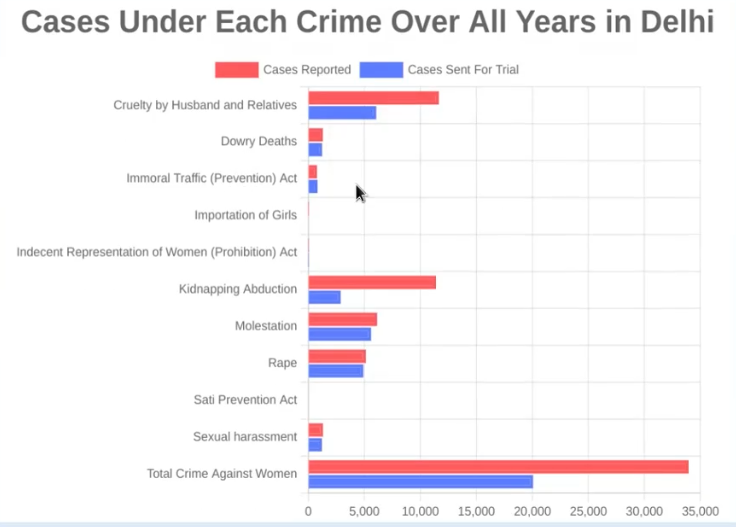 Cases Under Each Crime Over All Years in Delhi
Cases Reported Cases Sent For Trial
Cruelty by Husband and Relatives
Dowry Deaths
Immoral Traffic (Prevention) Act
Importation of Girls
Indecent Representation of Women (Prohibition) Act
Kidnapping Abduction
Molestation
Rape
Sati Prevention Act
Sexual harassment
Total Crime Against Women
0 5,000 10,000 15,000 20,000 25,000 30,000 35,000